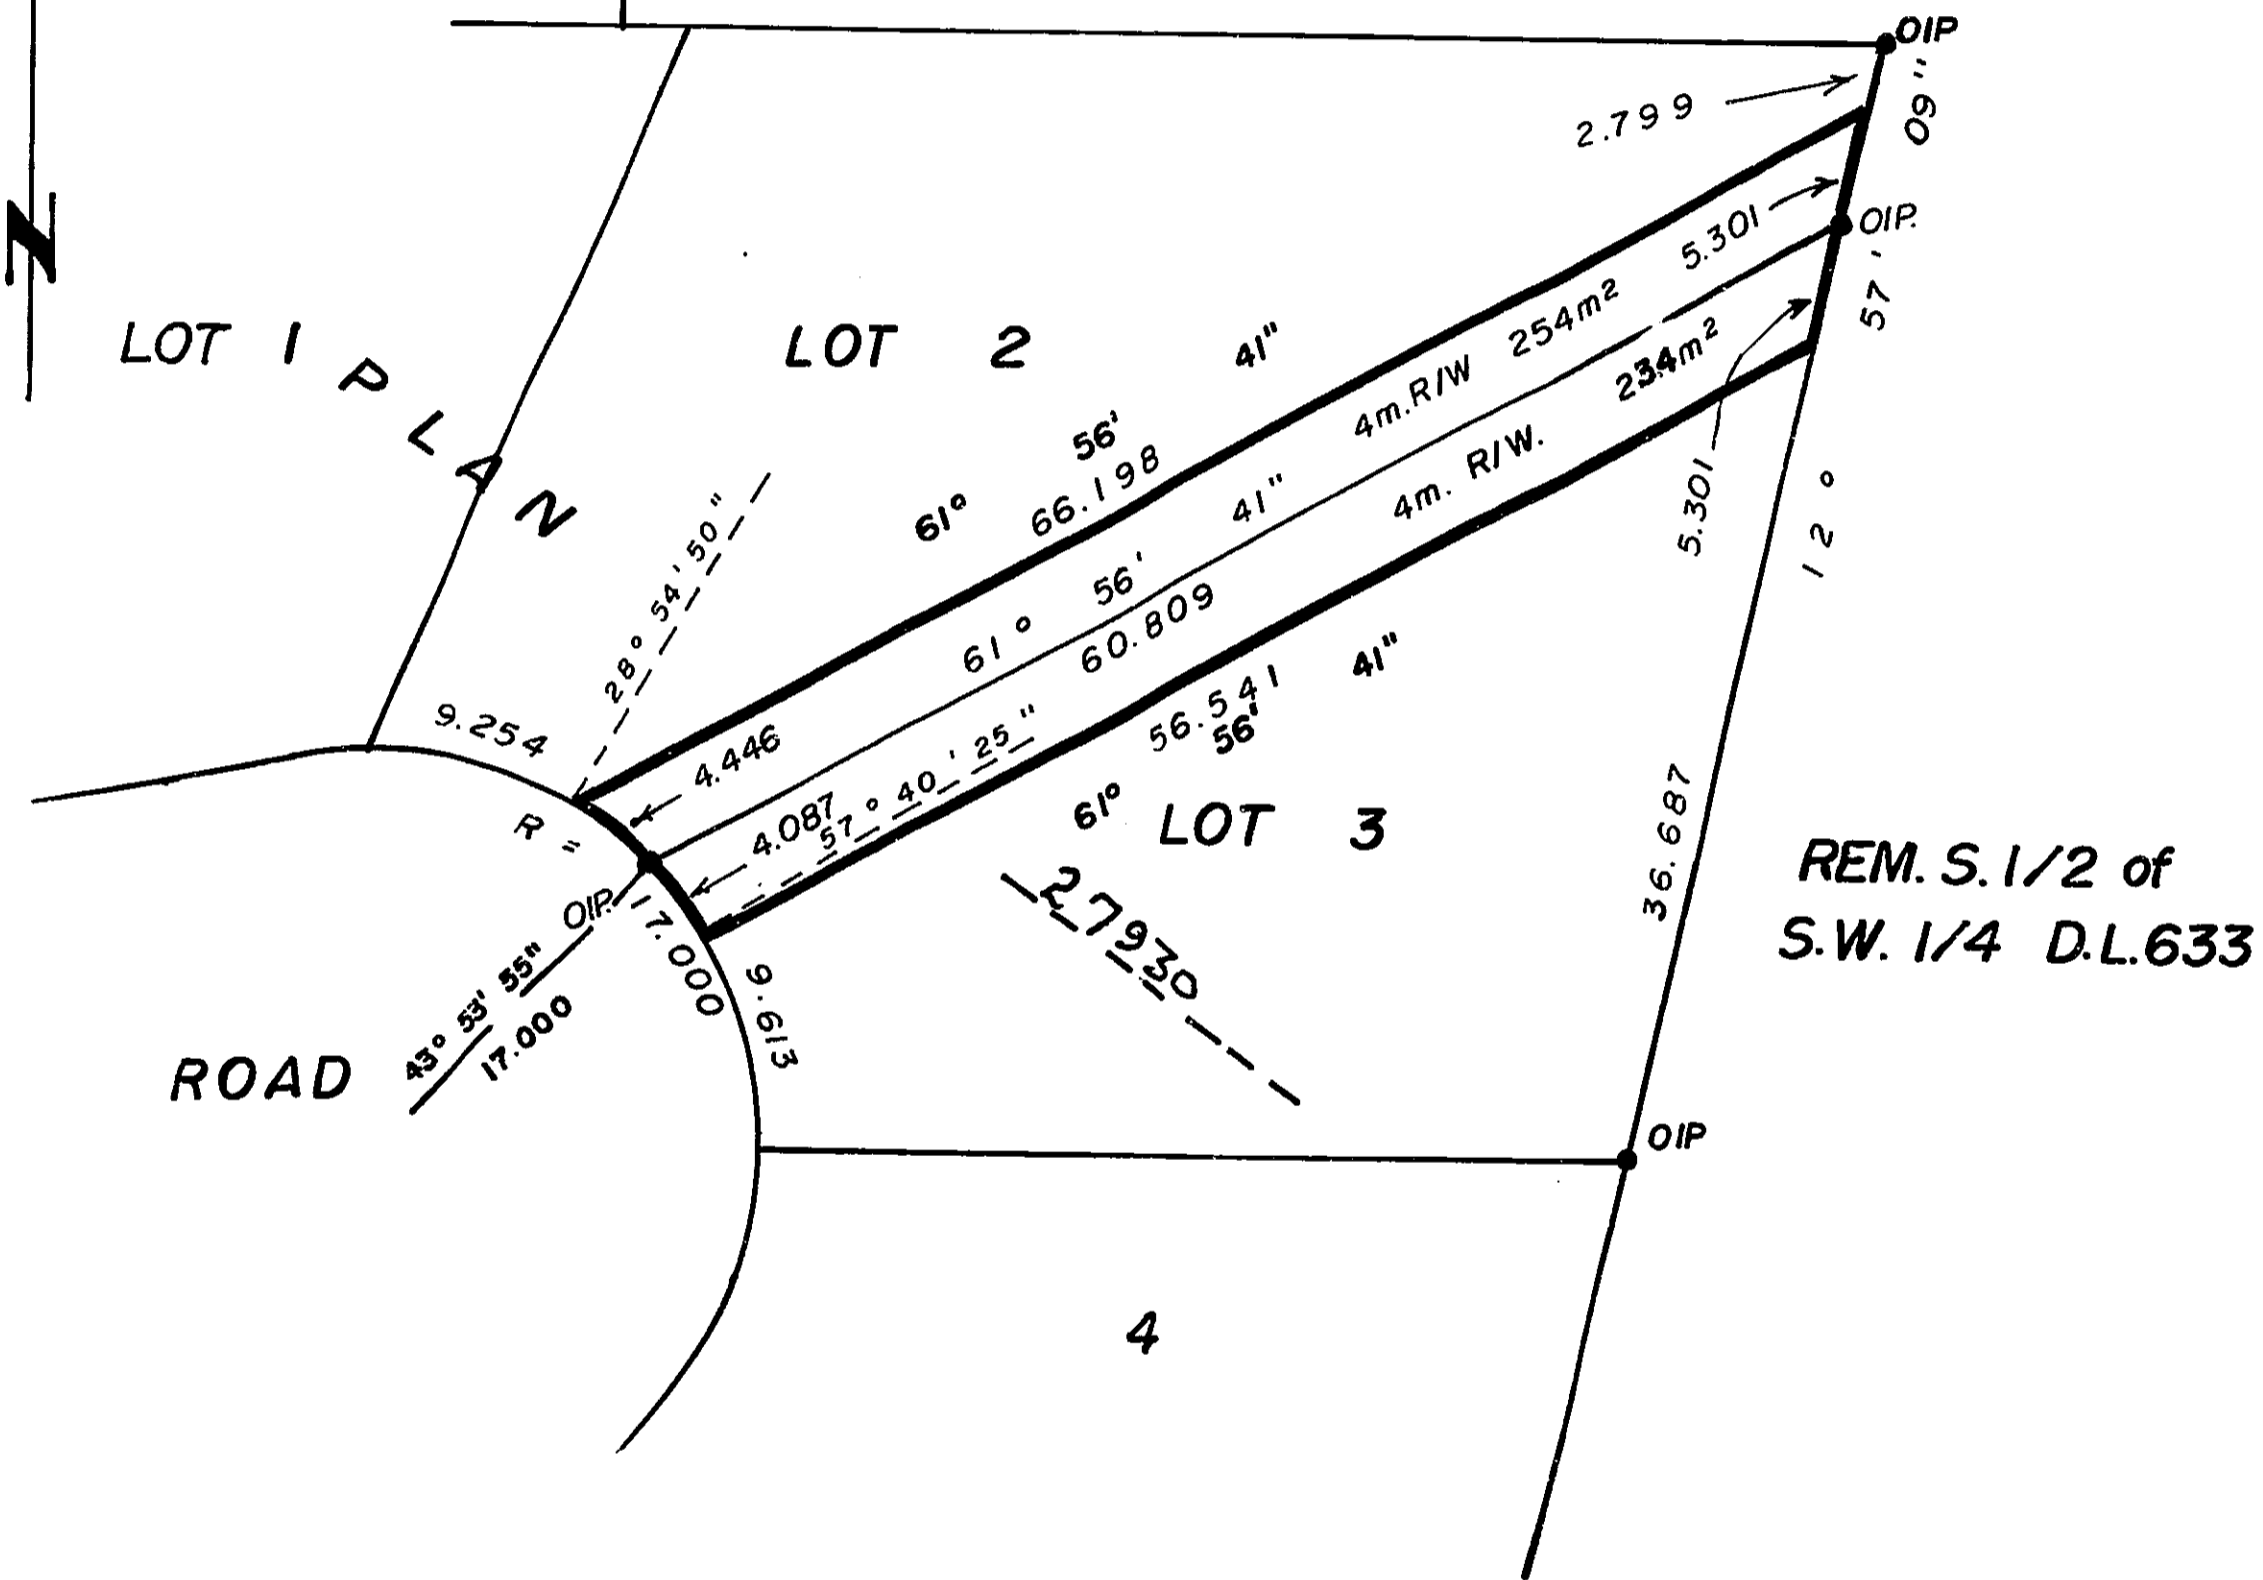 OIP
2.799
09"
N
5.301
OIP.
57'
LOT 1
PLAN
LOT 2
61° 56' 41"
66.198
4m.R/W 254m²
234m²
4m. R/W.
61° 56' 41"
60.809
5.301
12°
28° 54' 50"
9.254
4.446
56.541
61° 56' 41"
4.087
57° 40' 25"
R = 17.000
LOT 3
36.687
REM. S. 1/2 of
S.W. 1/4 D.L.633
OIP.
27930
43° 53' 55"
17.000
9.613
ROAD
OIP
4